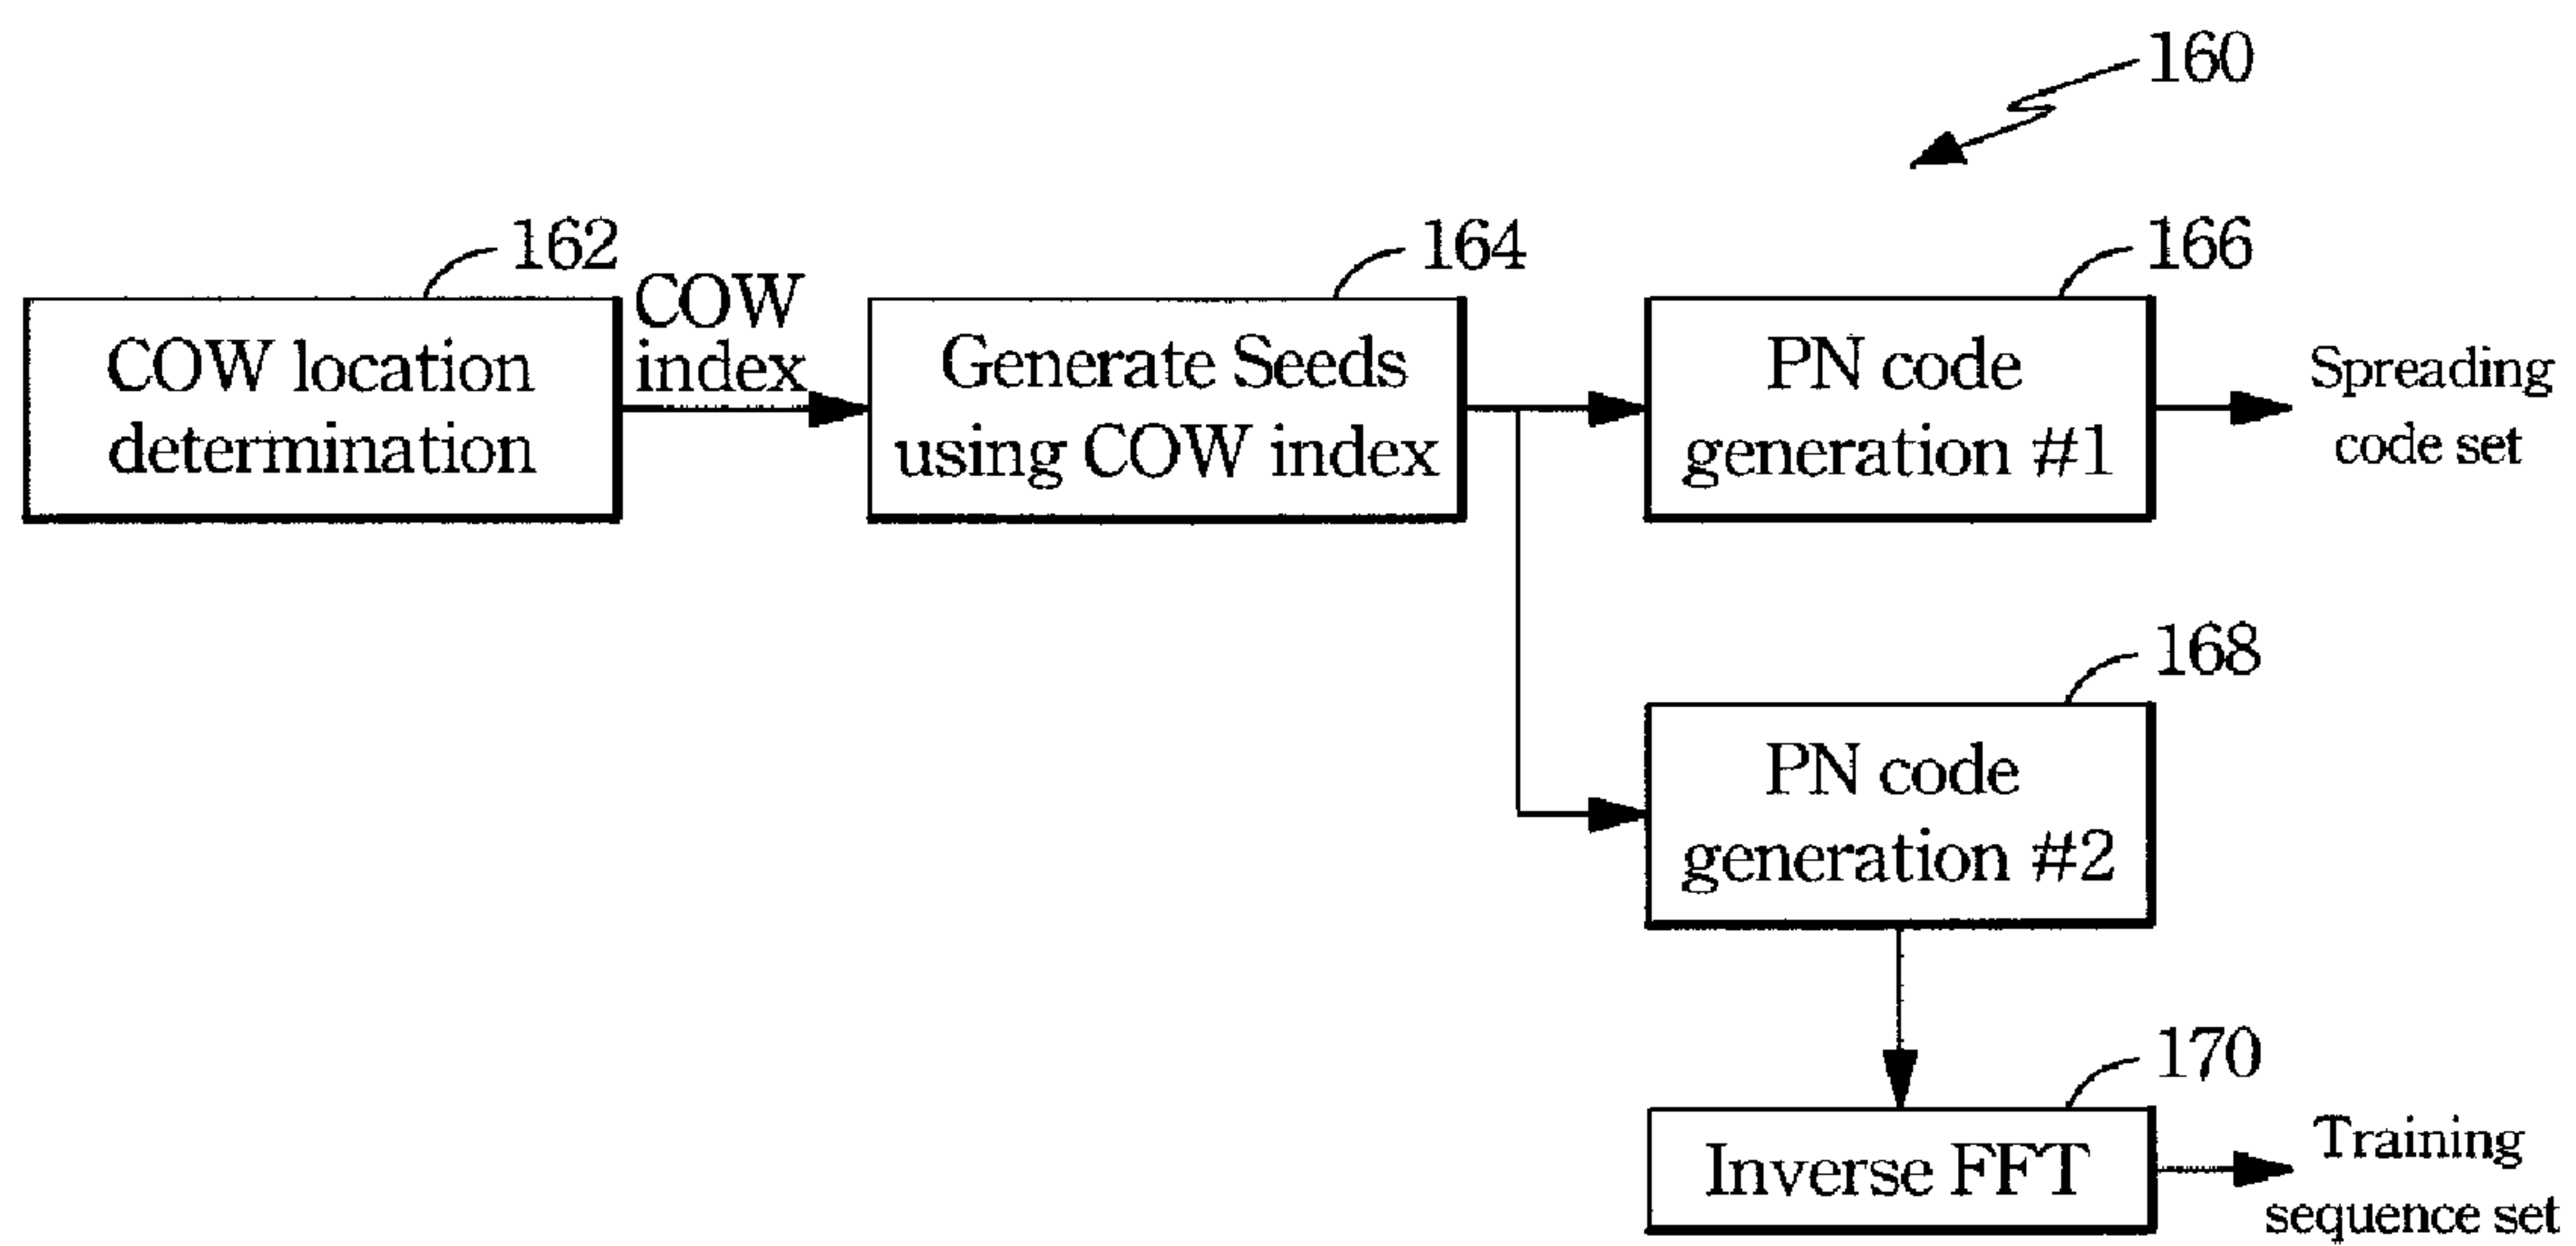 160
162
COW
index
164
166
COW location
determination
Generate Seeds
using COW index
PN code
generation #1
Spreading
code set
168
PN code
generation #2
170
Inverse FFT
Training
sequence set